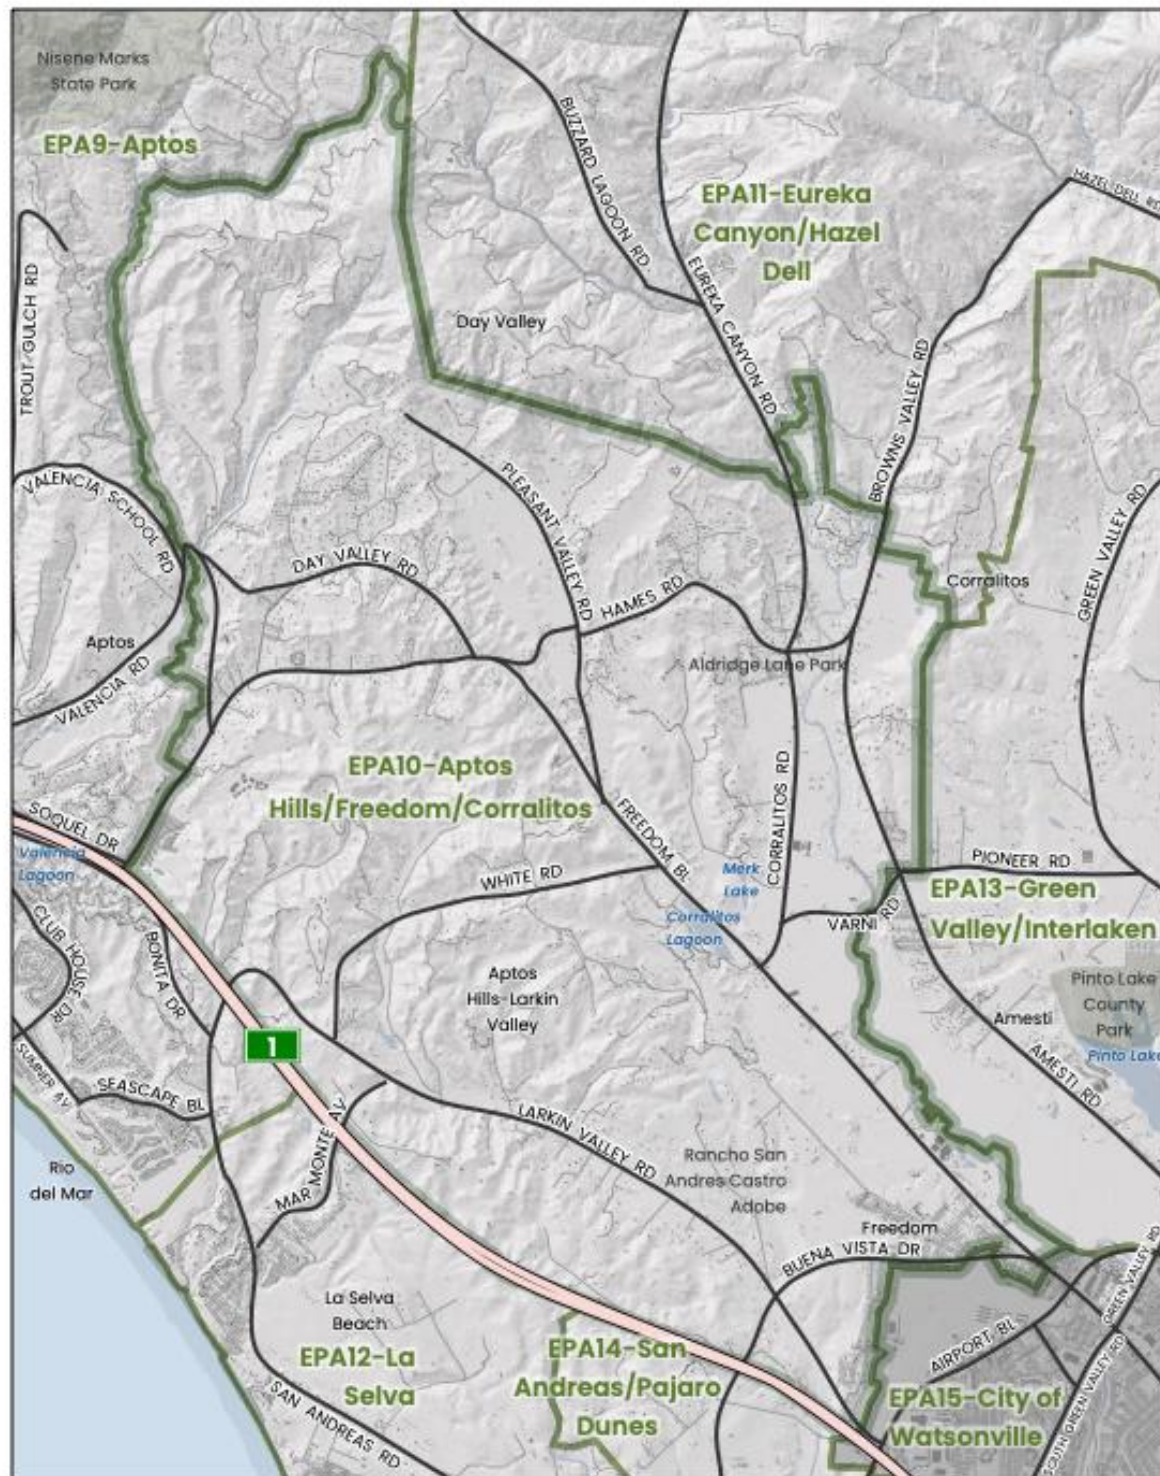 Nisene Marks
State Park
EPA9-Aptos
BUZZARD LAGOON RD
EPA11-Eureka
Canyon/Hazel
Dell
HAZEL DELL RD
TROUT GULCH RD
Day Valley
EUREKA CANYON RD
BROWNS VALLEY RD
VALENCIA SCHOOL RD
PLEASANT VALLEY RD
GREEN VALLEY RD
DAY VALLEY RD
HAMES RD
Corralitos
Aptos
VALENCIA RD
Aldridge Lane Park
EPA10-Aptos
Hills/Freedom/Corralitos
CORRALITOS RD
SOQUEL DR
Valencia
Lagoon
FREEDOM BL
WHITE RD
Merk
Lake
PIONEER RD
EPA13-Green
Valley/Interlaken
Corralitos
Lagoon
VARNI RD
CLUB HOUSE DR
BONITA DR
Aptos
Hills-Larkin
Valley
Pinto Lake
County
Park
Amesti
Pinto Lake
1
AMESTI RD
SUMNER AV
SEASCAPE BL
MAR MONTE AV
LARKIN VALLEY RD
Rancho San
Andres Castro
Adobe
Rio
del Mar
Freedom
BUENA VISTA DR
GREEN VALLEY RD
La Selva
Beach
EPA12-La
Selva
EPA14-San
Andreas/Pajaro
Dunes
AIRPORT BL
EPA15-City of
Watsonville
SAN ANDREAS RD
SOUTH GREEN VALLEY RD